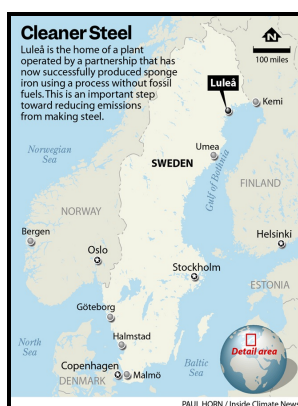 Cleaner Steel
Luleå is the home of a plant
operated by a partnership that has
now successfully produced sponge
iron using a process without fossil
fuels. This is an important step
toward reducing emissions
from making steel.
N
100 miles
Luleå
Kemi
Norwegian
Sea
Umea
SWEDEN
Gulf of Bothnia
FINLAND
NORWAY
Bergen
Helsinki
Oslo
Stockholm
ESTONIA
Göteborg
North
Sea
Halmstad
Detail area
Copenhagen
Baltic
Sea
DENMARK
Malmö
PAUL HORN / Inside Climate News